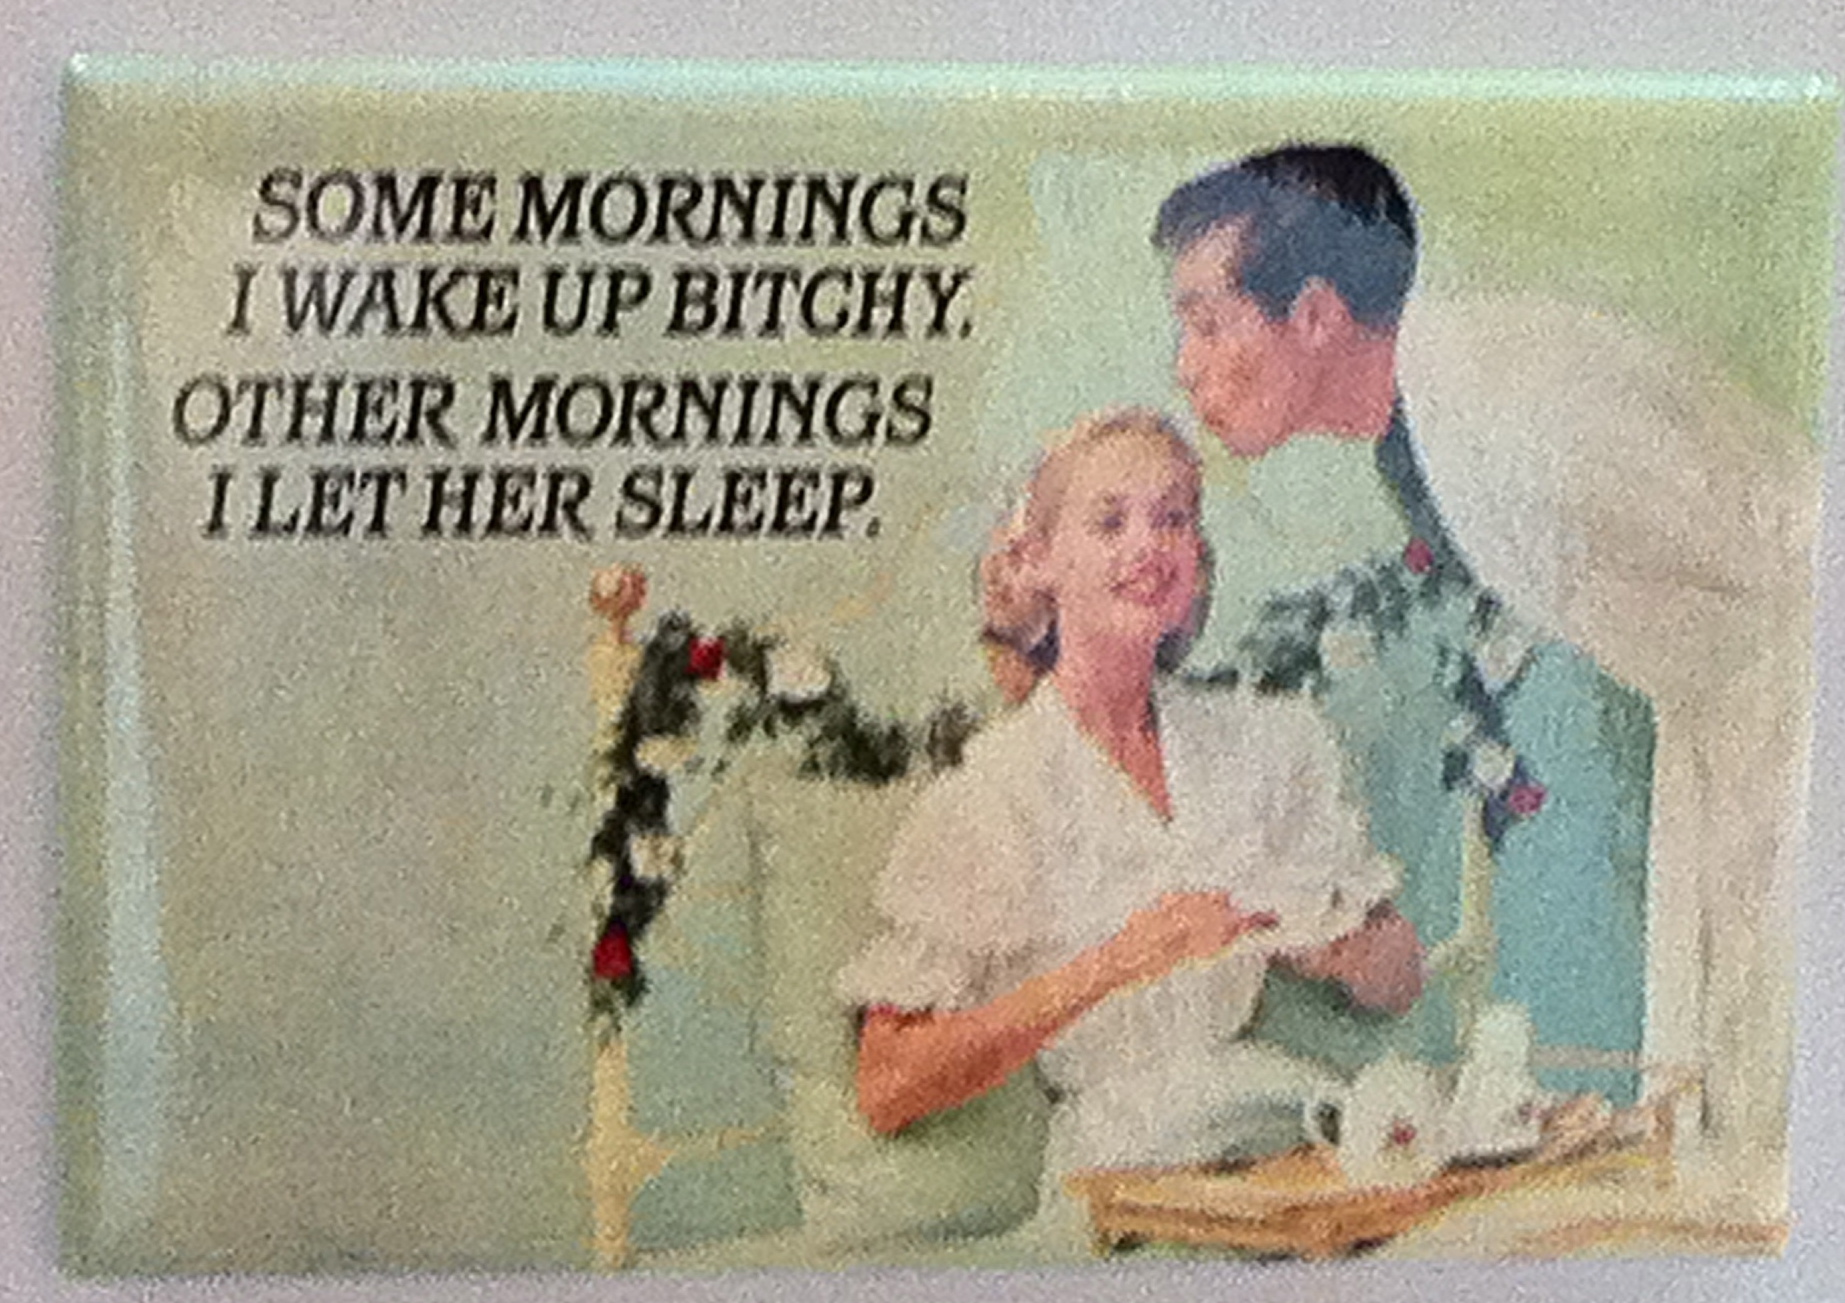 SOME MORNINGS
I WAKE UP BITCHY.
OTHER MORNINGS
I LET HER SLEEP.